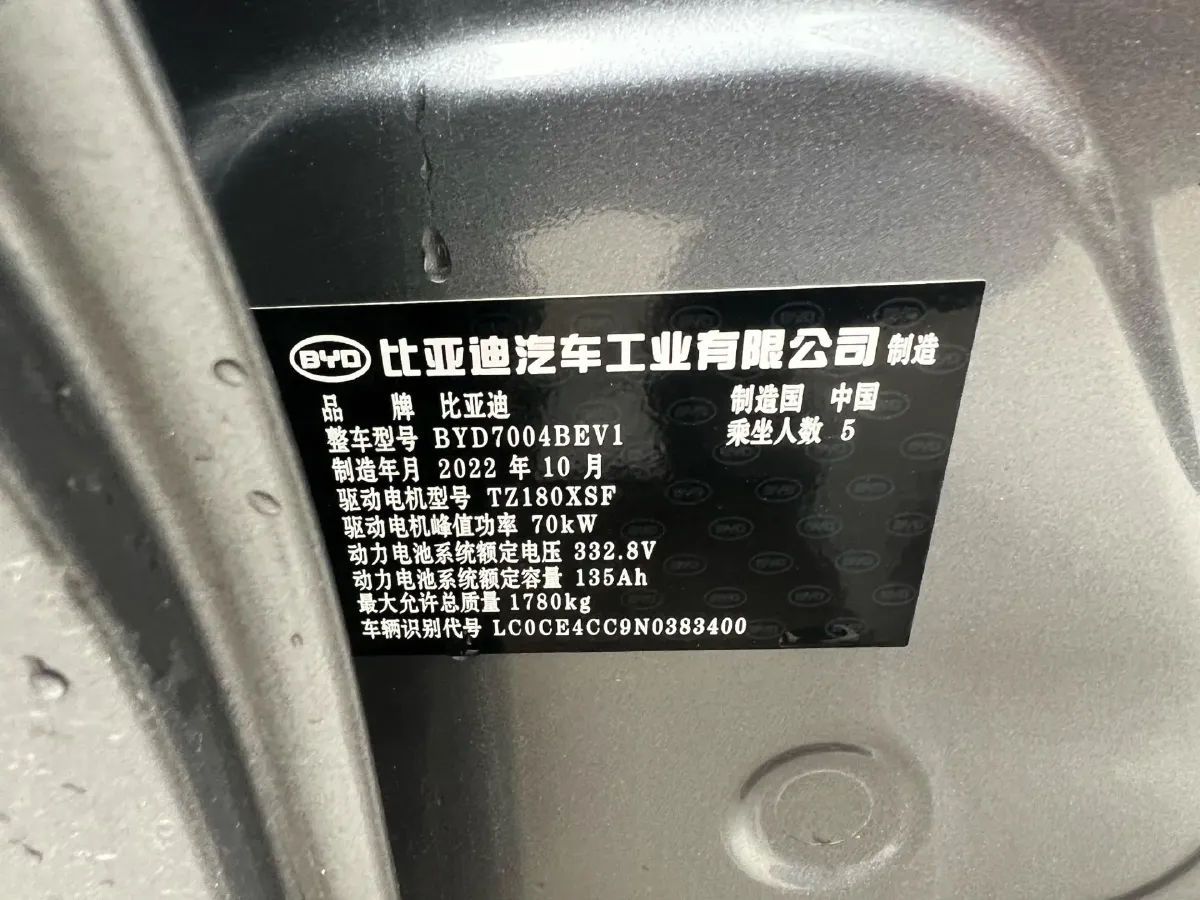 BYD 比亚迪汽车工业有限公司 制造
品 牌 比亚迪 制造国 中国
整车型号 BYD7004BEV1 乘坐人数 5
制造年月 2022 年 10 月
驱动电机型号 TZ180XSF
驱动电机峰值功率 70kW
动力电池系统额定电压 332.8V
动力电池系统额定容量 135Ah
最大允许总质量 1780kg
车辆识别代号 LC0CE4CC9N0383400